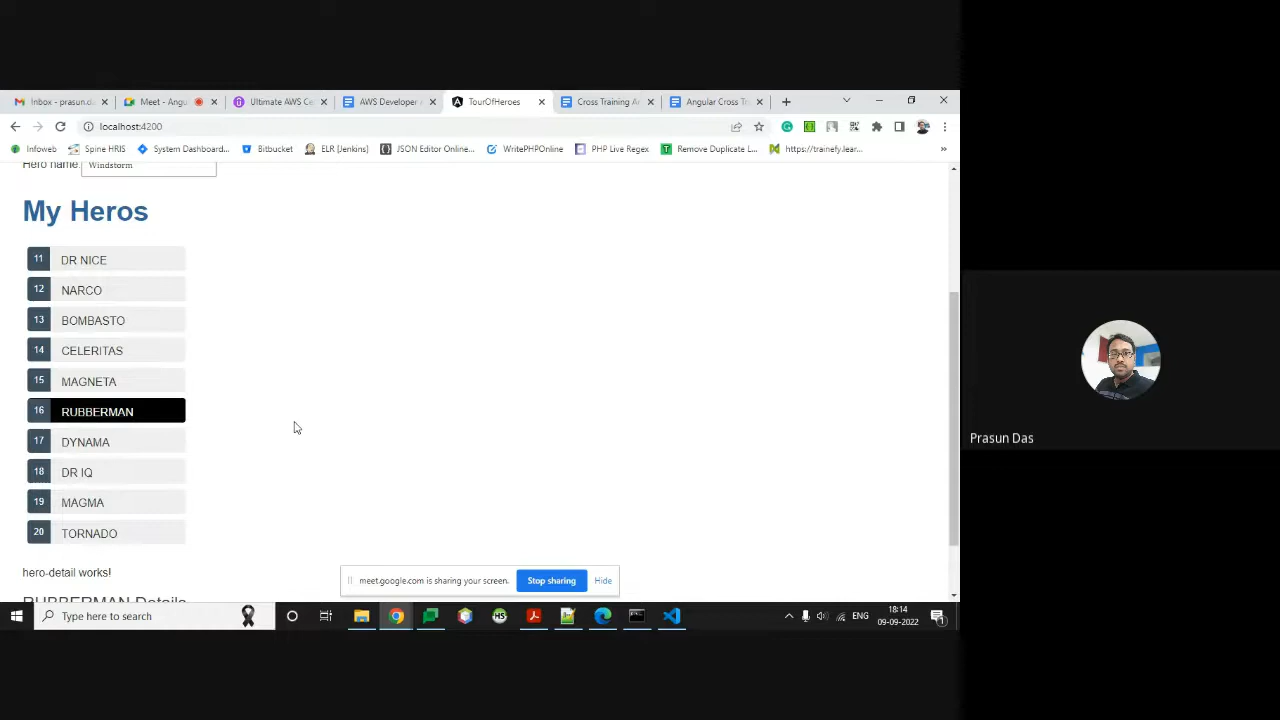 Inbox - prasun.d
Meet - Angu
Ultimate AWS Ce
AWS Developer
TourOfHeroes
Cross Training A
Angular Cross Tr
localhost:4200
Infoweb
Spine HRIS
System Dashboard...
Bitbucket
ELR (Jenkins)
JSON Editor Online...
WritePHPOnline
PHP Live Regex
Remove Duplicate L...
https://trainefy.lear...
Hero name:
Windstorm
My Heros
11 DR NICE
12 NARCO
13 BOMBASTO
14 CELERITAS
15 MAGNETA
16 RUBBERMAN
17 DYNAMA
18 DR IQ
19 MAGMA
20 TORNADO
hero-detail works!
RUBBERMAN Details
meet.google.com is sharing your screen.
Stop sharing
Hide
Type here to search
ENG
18:14
09-09-2022
Prasun Das